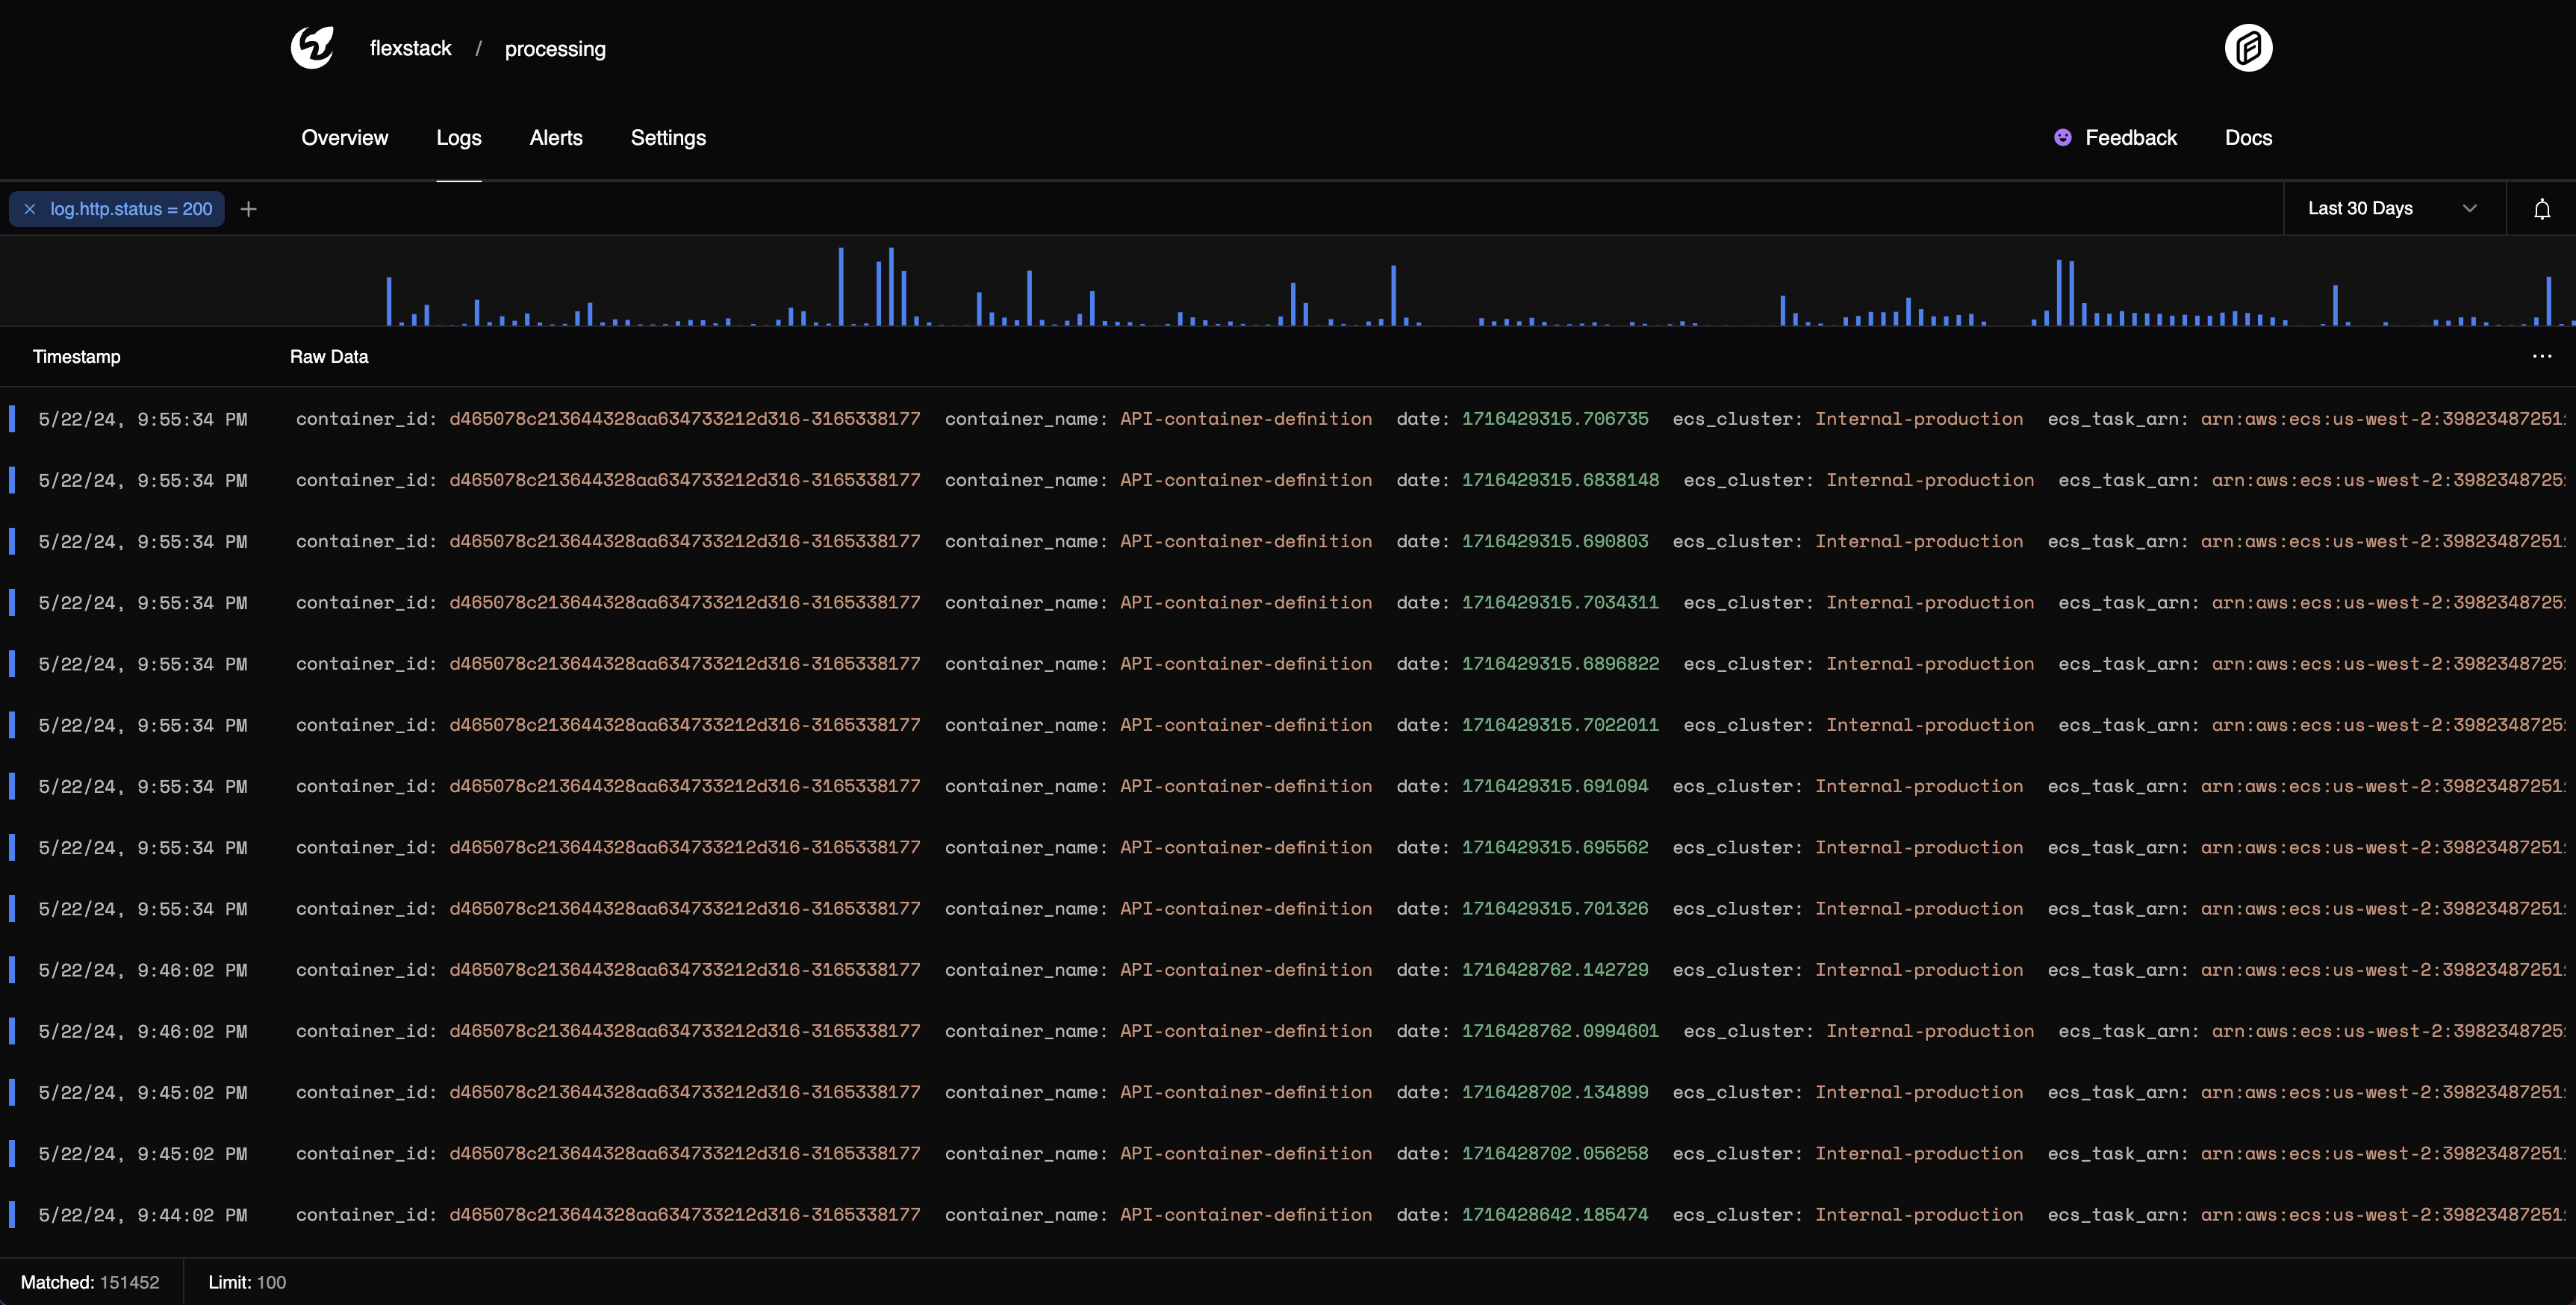 flexstack / processing
Overview Logs Alerts Settings Feedback Docs
log.http.status = 200 Last 30 Days
Timestamp Raw Data
5/22/24, 9:55:34 PM container_id: d465078c213644328aa634733212d316-3165338177 container_name: API-container-definition date: 1716429315.706735 ecs_cluster: Internal-production ecs_task_arn: arn:aws:ecs:us-west-2:39823487251
5/22/24, 9:55:34 PM container_id: d465078c213644328aa634733212d316-3165338177 container_name: API-container-definition date: 1716429315.6838148 ecs_cluster: Internal-production ecs_task_arn: arn:aws:ecs:us-west-2:3982348725
5/22/24, 9:55:34 PM container_id: d465078c213644328aa634733212d316-3165338177 container_name: API-container-definition date: 1716429315.690803 ecs_cluster: Internal-production ecs_task_arn: arn:aws:ecs:us-west-2:39823487251
5/22/24, 9:55:34 PM container_id: d465078c213644328aa634733212d316-3165338177 container_name: API-container-definition date: 1716429315.7034311 ecs_cluster: Internal-production ecs_task_arn: arn:aws:ecs:us-west-2:3982348725
5/22/24, 9:55:34 PM container_id: d465078c213644328aa634733212d316-3165338177 container_name: API-container-definition date: 1716429315.6896822 ecs_cluster: Internal-production ecs_task_arn: arn:aws:ecs:us-west-2:3982348725
5/22/24, 9:55:34 PM container_id: d465078c213644328aa634733212d316-3165338177 container_name: API-container-definition date: 1716429315.7022011 ecs_cluster: Internal-production ecs_task_arn: arn:aws:ecs:us-west-2:3982348725
5/22/24, 9:55:34 PM container_id: d465078c213644328aa634733212d316-3165338177 container_name: API-container-definition date: 1716429315.691094 ecs_cluster: Internal-production ecs_task_arn: arn:aws:ecs:us-west-2:39823487251
5/22/24, 9:55:34 PM container_id: d465078c213644328aa634733212d316-3165338177 container_name: API-container-definition date: 1716429315.695562 ecs_cluster: Internal-production ecs_task_arn: arn:aws:ecs:us-west-2:39823487251
5/22/24, 9:55:34 PM container_id: d465078c213644328aa634733212d316-3165338177 container_name: API-container-definition date: 1716429315.701326 ecs_cluster: Internal-production ecs_task_arn: arn:aws:ecs:us-west-2:39823487251
5/22/24, 9:46:02 PM container_id: d465078c213644328aa634733212d316-3165338177 container_name: API-container-definition date: 1716428762.142729 ecs_cluster: Internal-production ecs_task_arn: arn:aws:ecs:us-west-2:39823487251
5/22/24, 9:46:02 PM container_id: d465078c213644328aa634733212d316-3165338177 container_name: API-container-definition date: 1716428762.0994601 ecs_cluster: Internal-production ecs_task_arn: arn:aws:ecs:us-west-2:3982348725
5/22/24, 9:45:02 PM container_id: d465078c213644328aa634733212d316-3165338177 container_name: API-container-definition date: 1716428702.134899 ecs_cluster: Internal-production ecs_task_arn: arn:aws:ecs:us-west-2:39823487251
5/22/24, 9:45:02 PM container_id: d465078c213644328aa634733212d316-3165338177 container_name: API-container-definition date: 1716428702.056258 ecs_cluster: Internal-production ecs_task_arn: arn:aws:ecs:us-west-2:39823487251
5/22/24, 9:44:02 PM container_id: d465078c213644328aa634733212d316-3165338177 container_name: API-container-definition date: 1716428642.185474 ecs_cluster: Internal-production ecs_task_arn: arn:aws:ecs:us-west-2:39823487251
Matched: 151452 Limit: 100